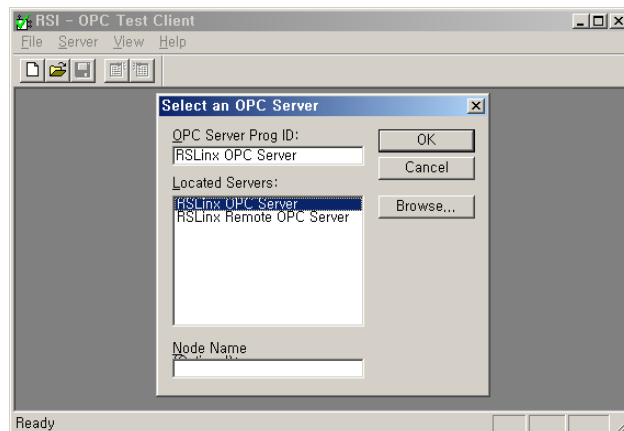 RSI - OPC Test Client
File Server View Help
Select an OPC Server
OPC Server Prog ID:
RSLinx OPC Server
OK
Cancel
Located Servers:
RSLinx OPC Server
RSLinx Remote OPC Server
Browse...
Node Name
Ready